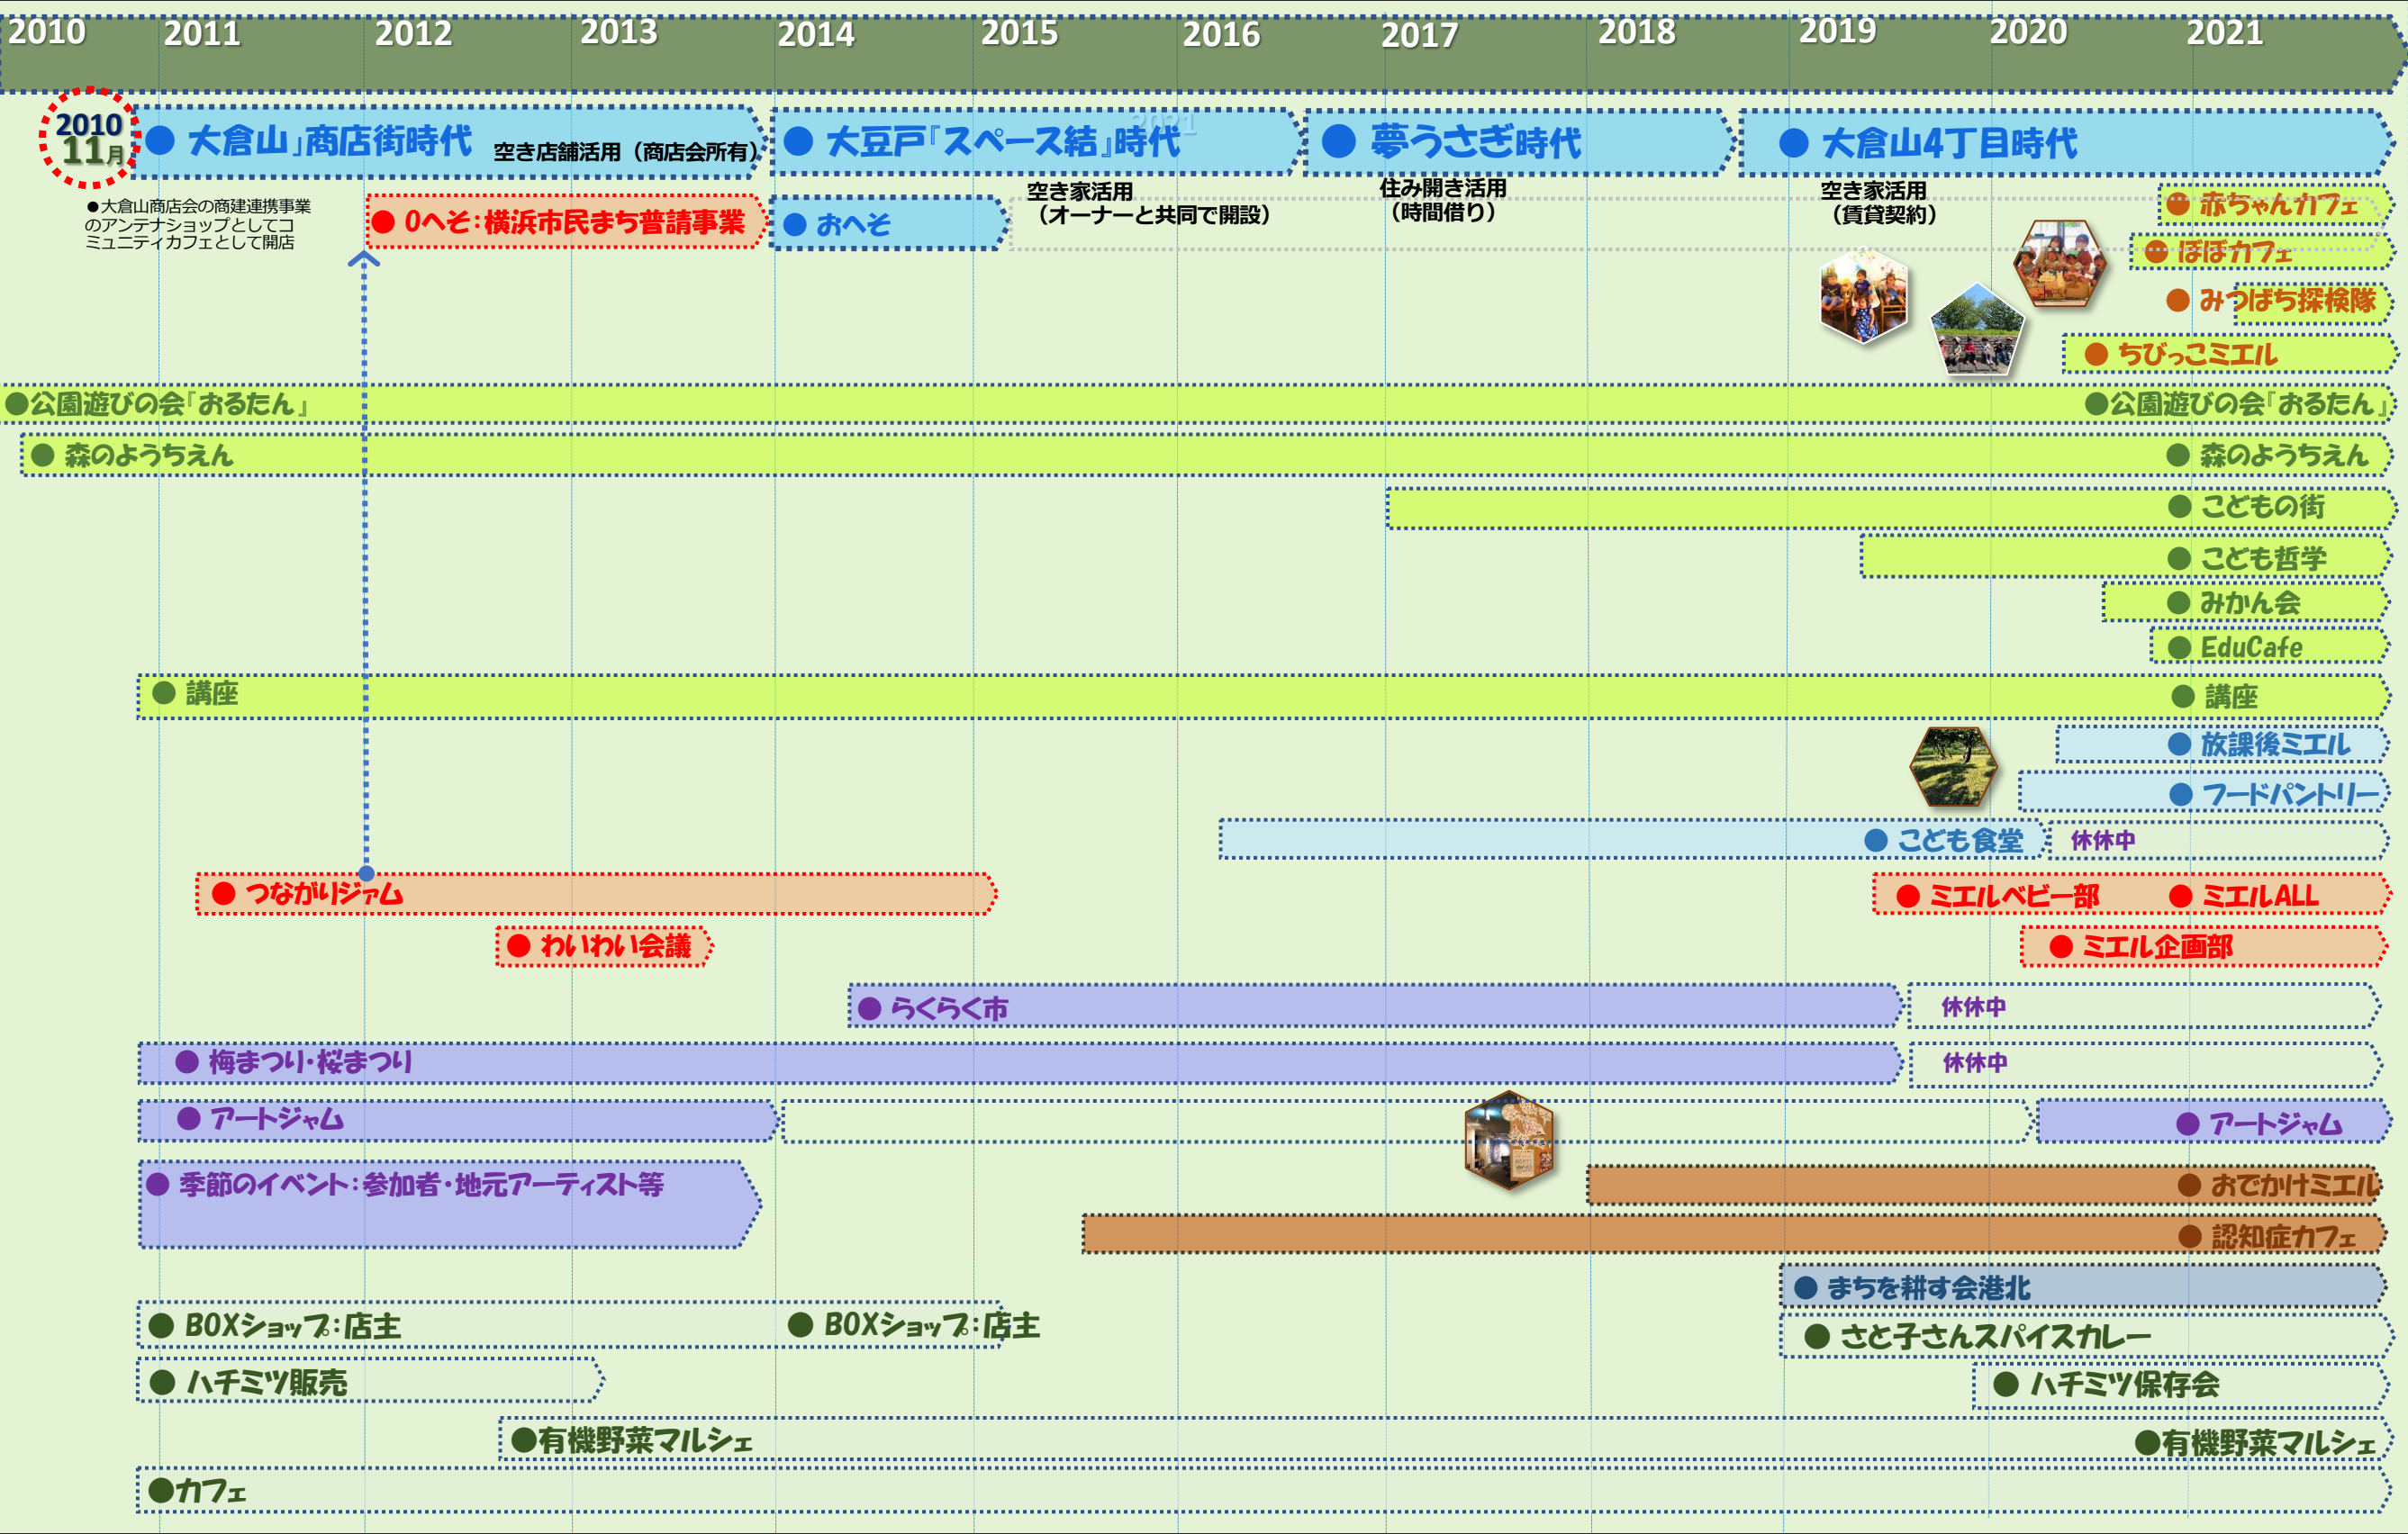 2010 2011 2012 2013 2014 2015 2016 2017 2018 2019 2020 2021
2010
11月
● 大倉山」商店街時代 空き店舗活用（商店会所有）
2021
● 大豆戸『スペース結』時代
● 夢うさぎ時代
● 大倉山4丁目時代
●大倉山商店会の商建連携事業
のアンテナショップとしてコ
ミュニティカフェとして開店
● 0へそ：横浜市民まち普請事業
● おへそ
空き家活用
（オーナーと共同で開設）
住み開き活用
（時間借り）
空き家活用
（賃貸契約）
● 赤ちゃんカフェ
● ぼぼカフェ
● みつばち探検隊
● ちびっこミエル
●公園遊びの会『おるたん』 ●公園遊びの会『おるたん』
● 森のようちえん ● 森のようちえん
● こどもの街
● こども哲学
● みかん会
● EduCafe
● 講座 ● 講座
● 放課後ミエル
● フードパントリー
● こども食堂 休休中
● つながりジャム ● ミエルベビー部 ● ミエルALL
● わいわい会議 ● ミエル企画部
● らくらく市 休休中
● 梅まつり・桜まつり 休休中
● アートジャム ● アートジャム
● 季節のイベント：参加者・地元アーティスト等 ● おでかけミエル
● 認知症カフェ
● まちを耕す会港北
● BOXショップ：店主 ● BOXショップ：店主 ● さと子さんスパイスカレー
● ハチミツ販売 ● ハチミツ保存会
●有機野菜マルシェ ●有機野菜マルシェ
●カフェ